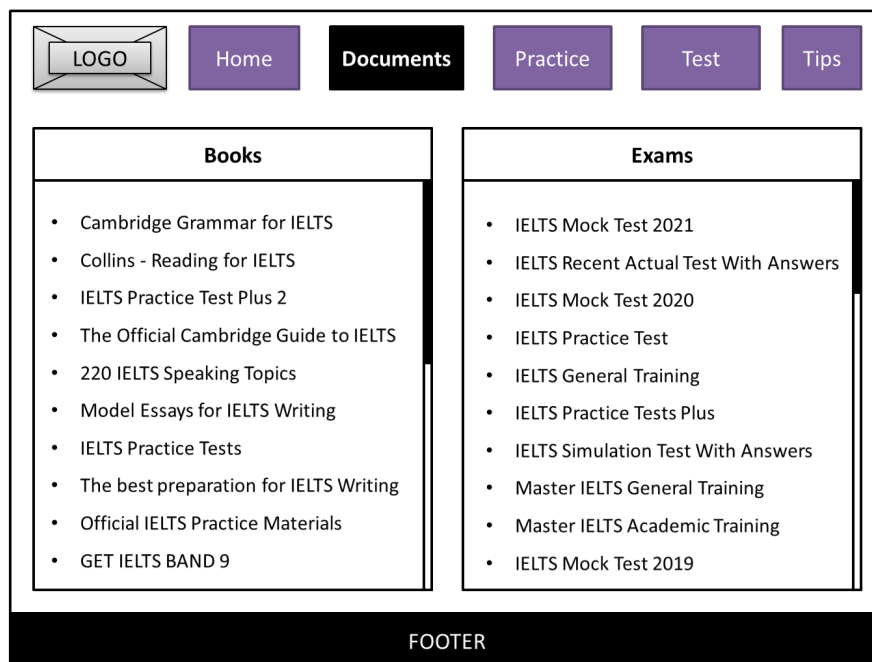 LOGO
Home
Documents
Practice
Test
Tips
Books
• Cambridge Grammar for IELTS
• Collins - Reading for IELTS
• IELTS Practice Test Plus 2
• The Official Cambridge Guide to IELTS
• 220 IELTS Speaking Topics
• Model Essays for IELTS Writing
• IELTS Practice Tests
• The best preparation for IELTS Writing
• Official IELTS Practice Materials
• GET IELTS BAND 9
Exams
• IELTS Mock Test 2021
• IELTS Recent Actual Test With Answers
• IELTS Mock Test 2020
• IELTS Practice Test
• IELTS General Training
• IELTS Practice Tests Plus
• IELTS Simulation Test With Answers
• Master IELTS General Training
• Master IELTS Academic Training
• IELTS Mock Test 2019
FOOTER